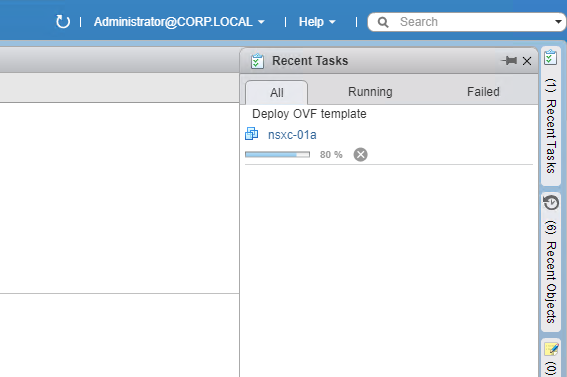 Administrator@CORP.LOCAL
Help
Search
Recent Tasks
All
Running
Failed
Deploy OVF template
nsxc-01a
80 %
(1) Recent Tasks
(6) Recent Objects
(0)